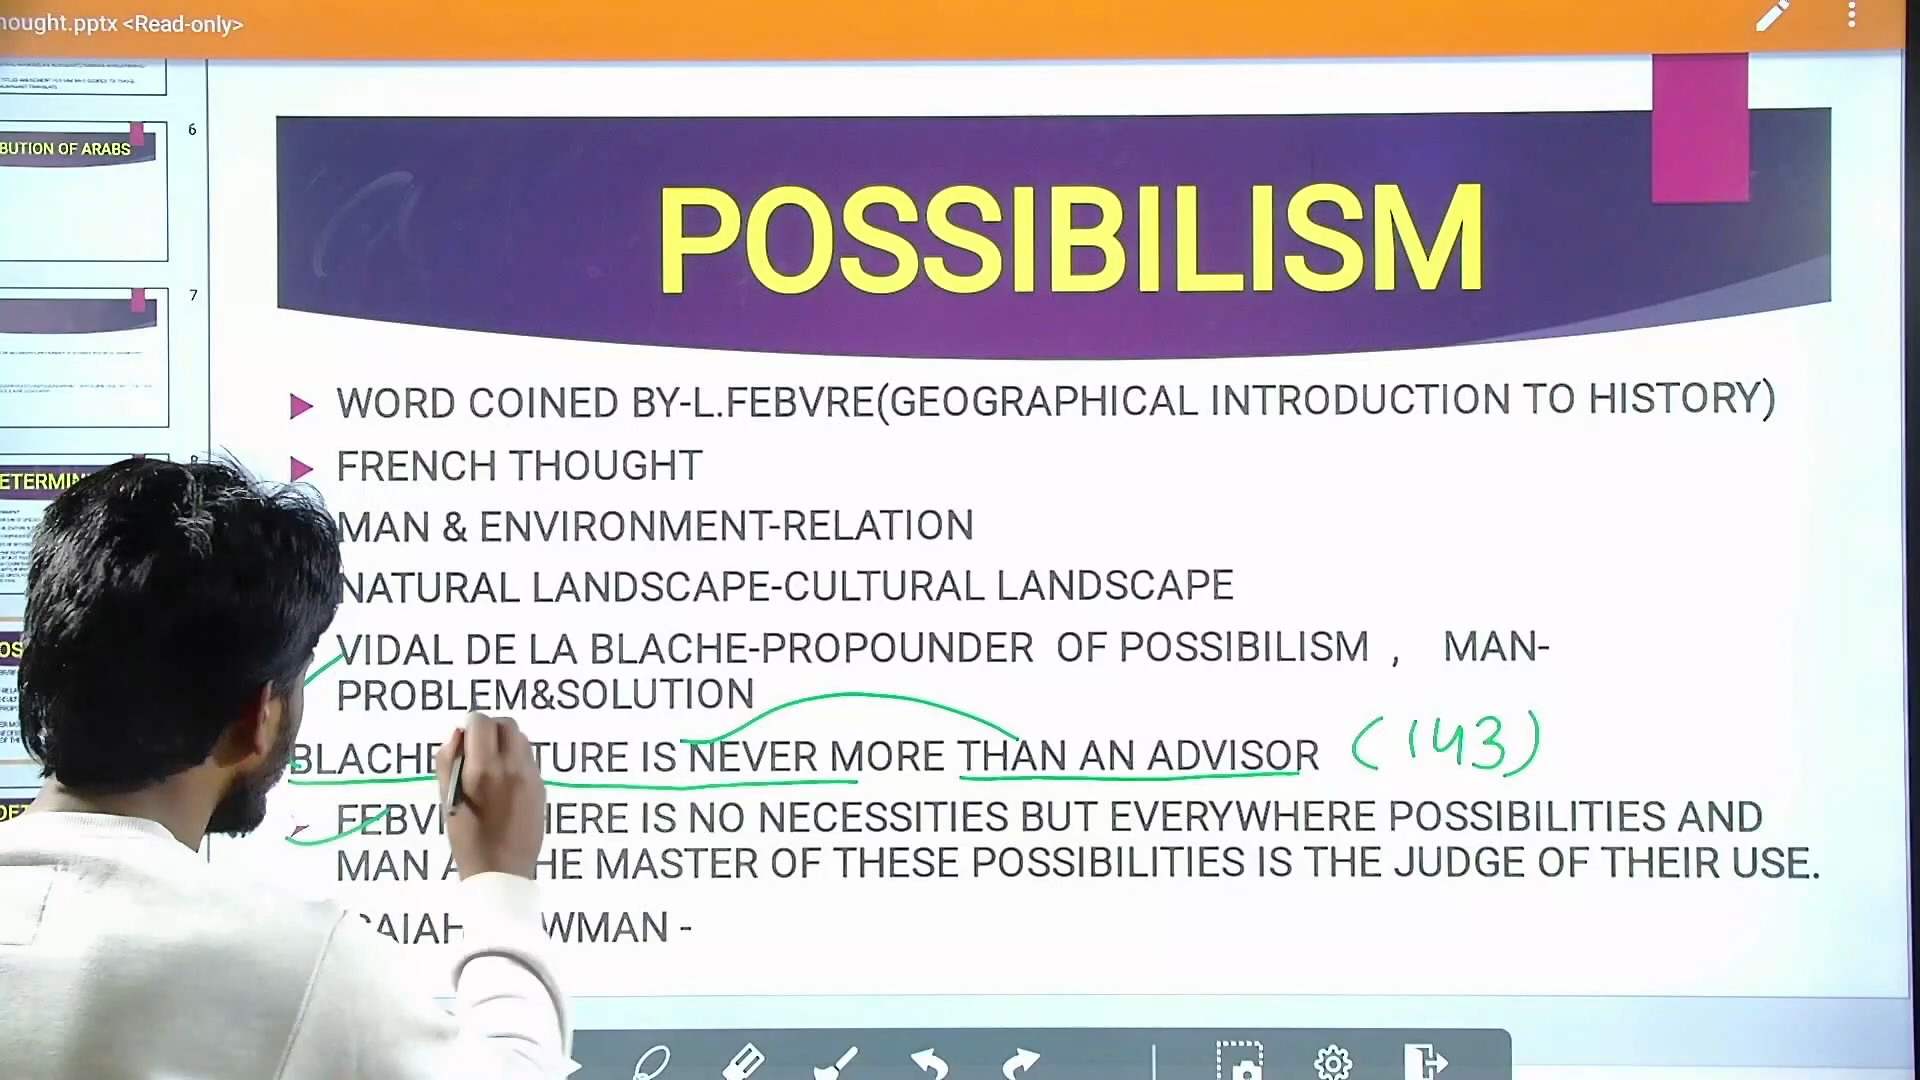 hought.pptx <Read-only>
6
BUTION OF ARABS
7
8
ETERMIN
POSSIBILISM
WORD COINED BY-L.FEBVRE(GEOGRAPHICAL INTRODUCTION TO HISTORY)
FRENCH THOUGHT
MAN & ENVIRONMENT-RELATION
NATURAL LANDSCAPE-CULTURAL LANDSCAPE
VIDAL DE LA BLACHE-PROPOUNDER OF POSSIBILISM , MAN-
PROBLEM&SOLUTION
BLACHE TURE IS NEVER MORE THAN AN ADVISOR (143)
FEBV HERE IS NO NECESSITIES BUT EVERYWHERE POSSIBILITIES AND
MAN A HE MASTER OF THESE POSSIBILITIES IS THE JUDGE OF THEIR USE.
AIAH WMAN -